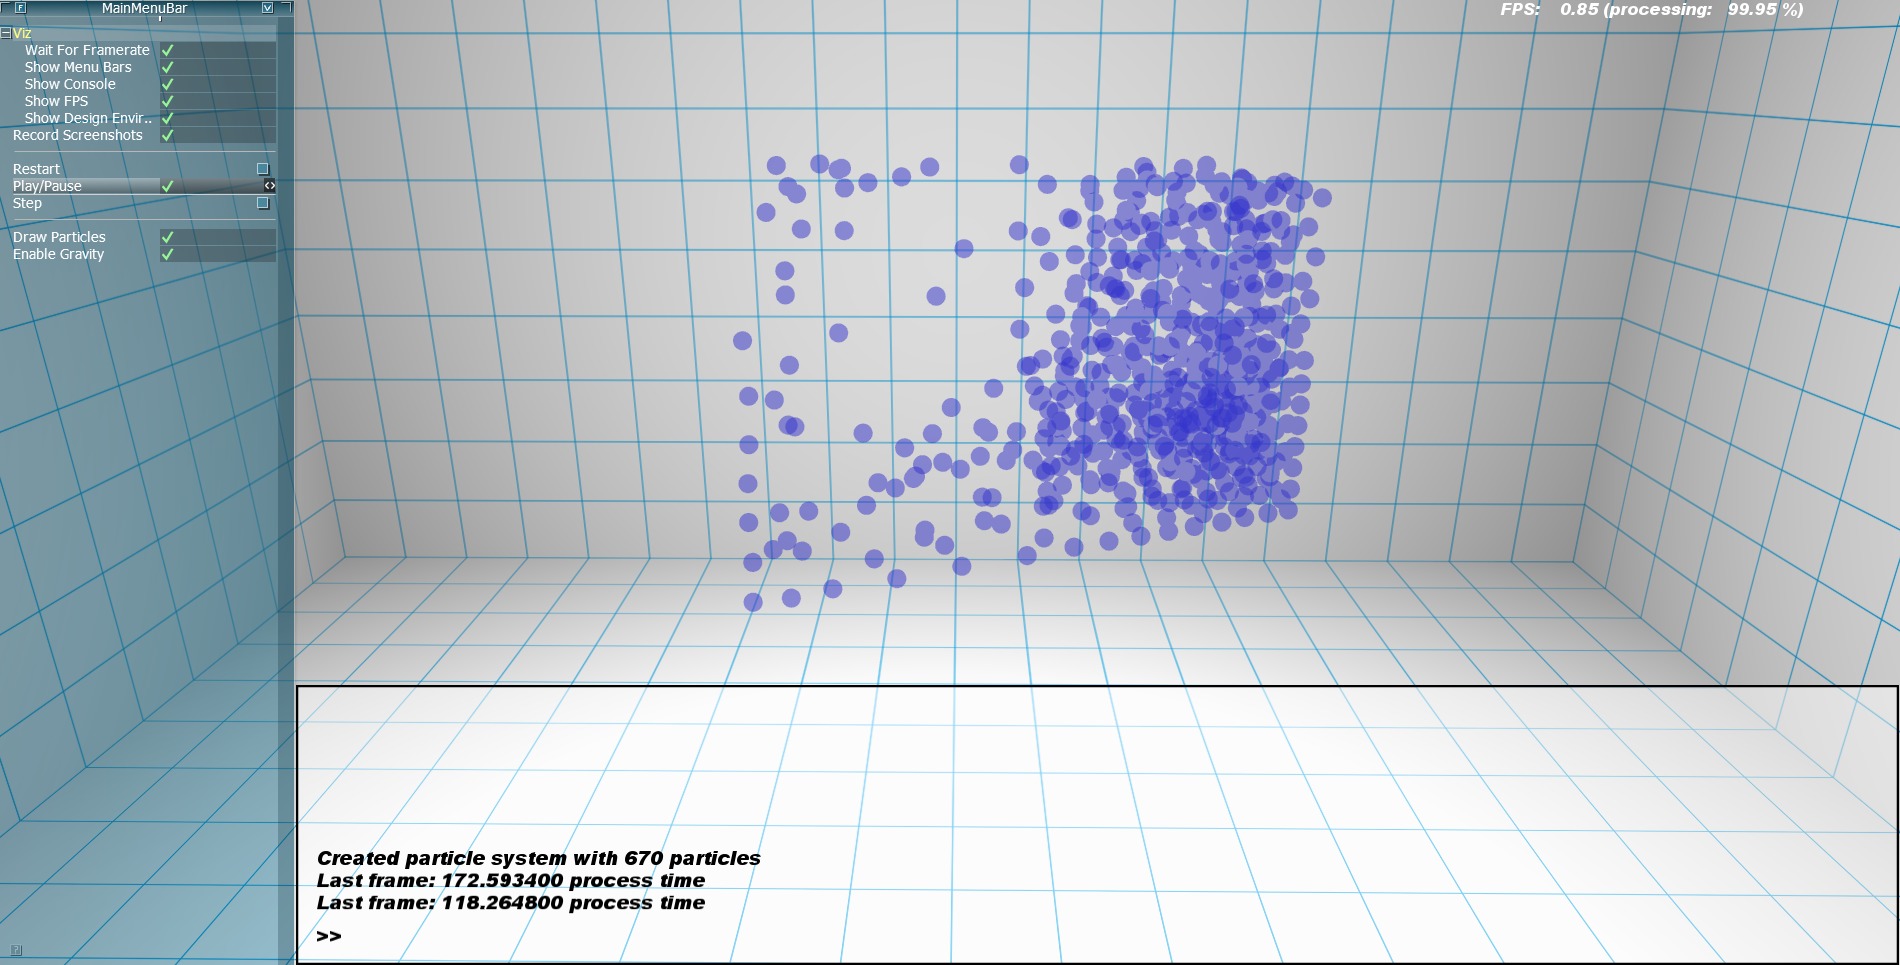 MainMenuBar
FPS: 0.85 (processing: 99.95 %)
Viz
Wait For Framerate
Show Menu Bars
Show Console
Show FPS
Show Design Envir..
Record Screenshots
Restart
Play/Pause
Step
Draw Particles
Enable Gravity
Created particle system with 670 particles
Last frame: 172.593400 process time
Last frame: 118.264800 process time
>>